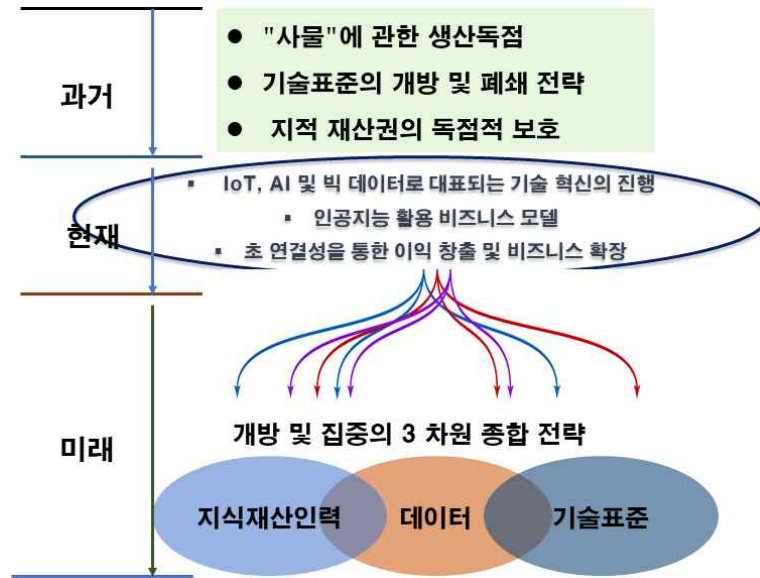 과거
● "사물"에 관한 생산독점
● 기술표준의 개방 및 폐쇄 전략
● 지적 재산권의 독점적 보호
현재
▪ IoT, AI 및 빅 데이터로 대표되는 기술 혁신의 진행
▪ 인공지능 활용 비즈니스 모델
▪ 초 연결성을 통한 이익 창출 및 비즈니스 확장
미래
개방 및 집중의 3 차원 종합 전략
지식재산인력
데이터
기술표준